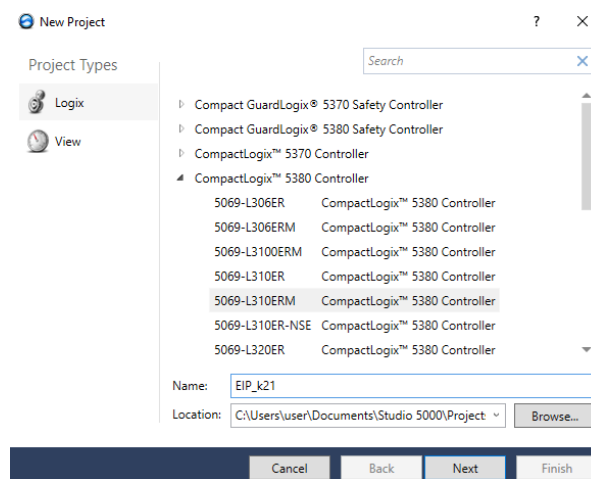 New Project
?
Project Types
Search
Logix
View
Compact GuardLogix® 5370 Safety Controller
Compact GuardLogix® 5380 Safety Controller
CompactLogix™ 5370 Controller
CompactLogix™ 5380 Controller
5069-L306ER CompactLogix™ 5380 Controller
5069-L306ERM CompactLogix™ 5380 Controller
5069-L3100ERM CompactLogix™ 5380 Controller
5069-L310ER CompactLogix™ 5380 Controller
5069-L310ERM CompactLogix™ 5380 Controller
5069-L310ER-NSE CompactLogix™ 5380 Controller
5069-L320ER CompactLogix™ 5380 Controller
Name: EIP_k21
Location: C:\Users\user\Documents\Studio 5000\Project: Browse...
Cancel Back Next Finish